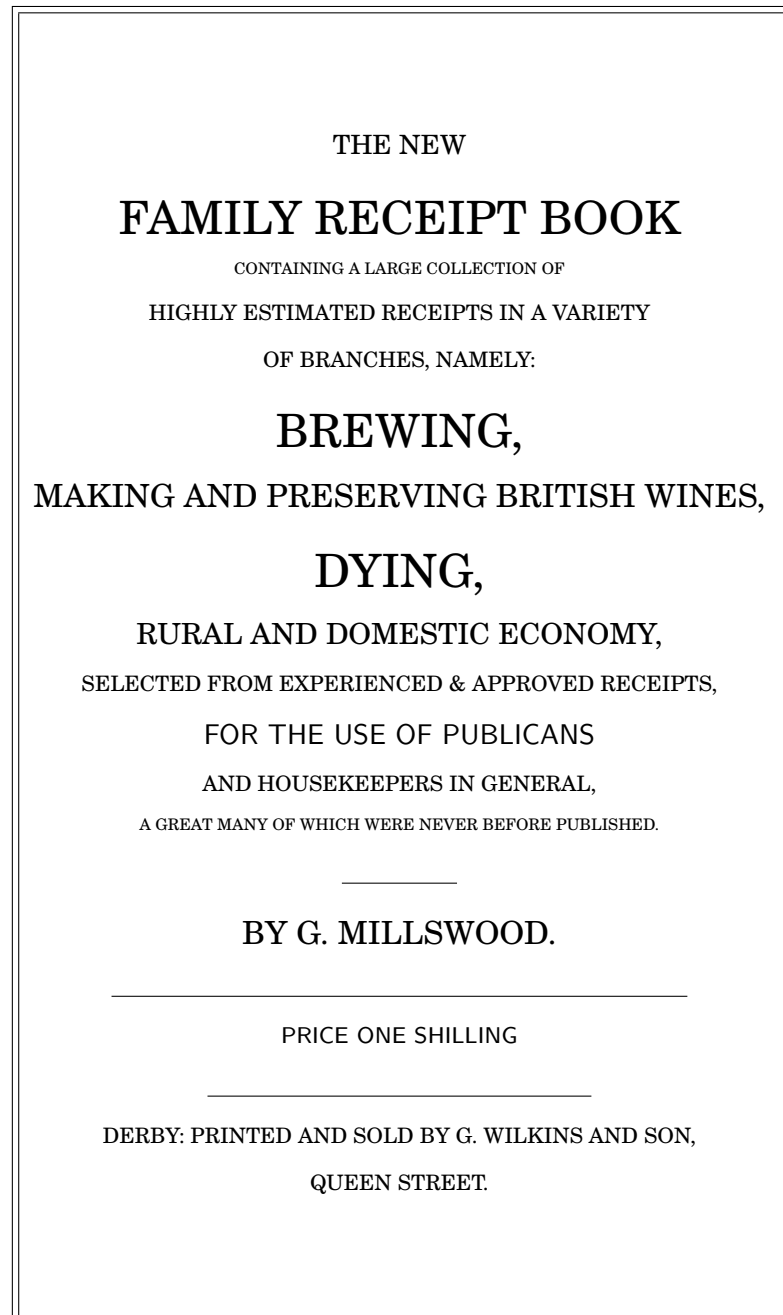 THE NEW
FAMILY RECEIPT BOOK
CONTAINING A LARGE COLLECTION OF
HIGHLY ESTIMATED RECEIPTS IN A VARIETY
OF BRANCHES, NAMELY:
BREWING,
MAKING AND PRESERVING BRITISH WINES,
DYING,
RURAL AND DOMESTIC ECONOMY,
SELECTED FROM EXPERIENCED & APPROVED RECEIPTS,
FOR THE USE OF PUBLICANS
AND HOUSEKEEPERS IN GENERAL,
A GREAT MANY OF WHICH WERE NEVER BEFORE PUBLISHED.
BY G. MILLSWOOD.
PRICE ONE SHILLING
DERBY: PRINTED AND SOLD BY G. WILKINS AND SON,
QUEEN STREET.